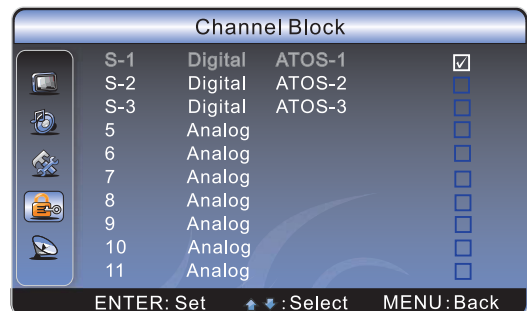 Channel Block
S-1 Digital ATOS-1
S-2 Digital ATOS-2
S-3 Digital ATOS-3
5 Analog
6 Analog
7 Analog
8 Analog
9 Analog
10 Analog
11 Analog
ENTER: Set :Select MENU:Back